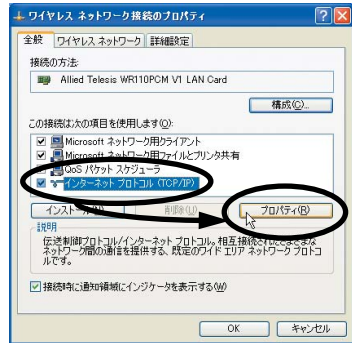 ワイヤレス ネットワーク接続のプロパティ
全般 ワイヤレス ネットワーク 詳細設定
接続の方法:
Allied Telesis WR110PCM V1 LAN Card
構成(C)...
この接続は次の項目を使用します(O):
Microsoft ネットワーク用クライアント
Microsoft ネットワーク用ファイルとプリンタ共有
QoS パケット スケジューラ
インターネット プロトコル (TCP/IP)
インストール(N)... 削除(U) プロパティ(R)
説明
伝送制御プロトコル/インターネット プロトコル。相互接続されたさまざまな
ネットワーク間の通信を提供する、既定のワイド エリア ネットワーク プロトコ
ルです。
接続時に通知領域にインジケータを表示する(W)
OK キャンセル